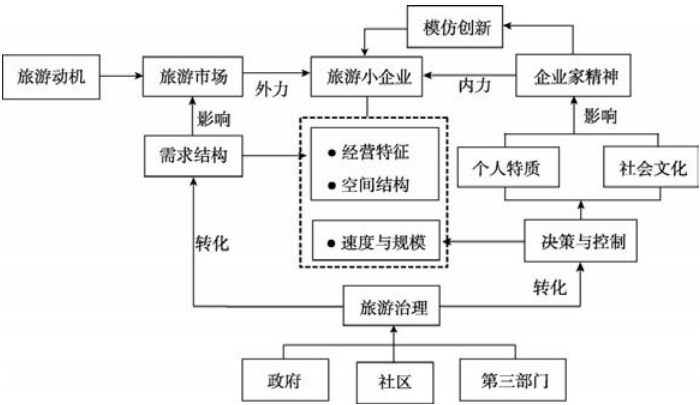 模仿创新
旅游动机
旅游市场
外力
旅游小企业
内力
企业家精神
影响
影响
需求结构
● 经营特征
● 空间结构
个人特质
社会文化
转化
● 速度与规模
决策与控制
转化
旅游治理
政府
社区
第三部门